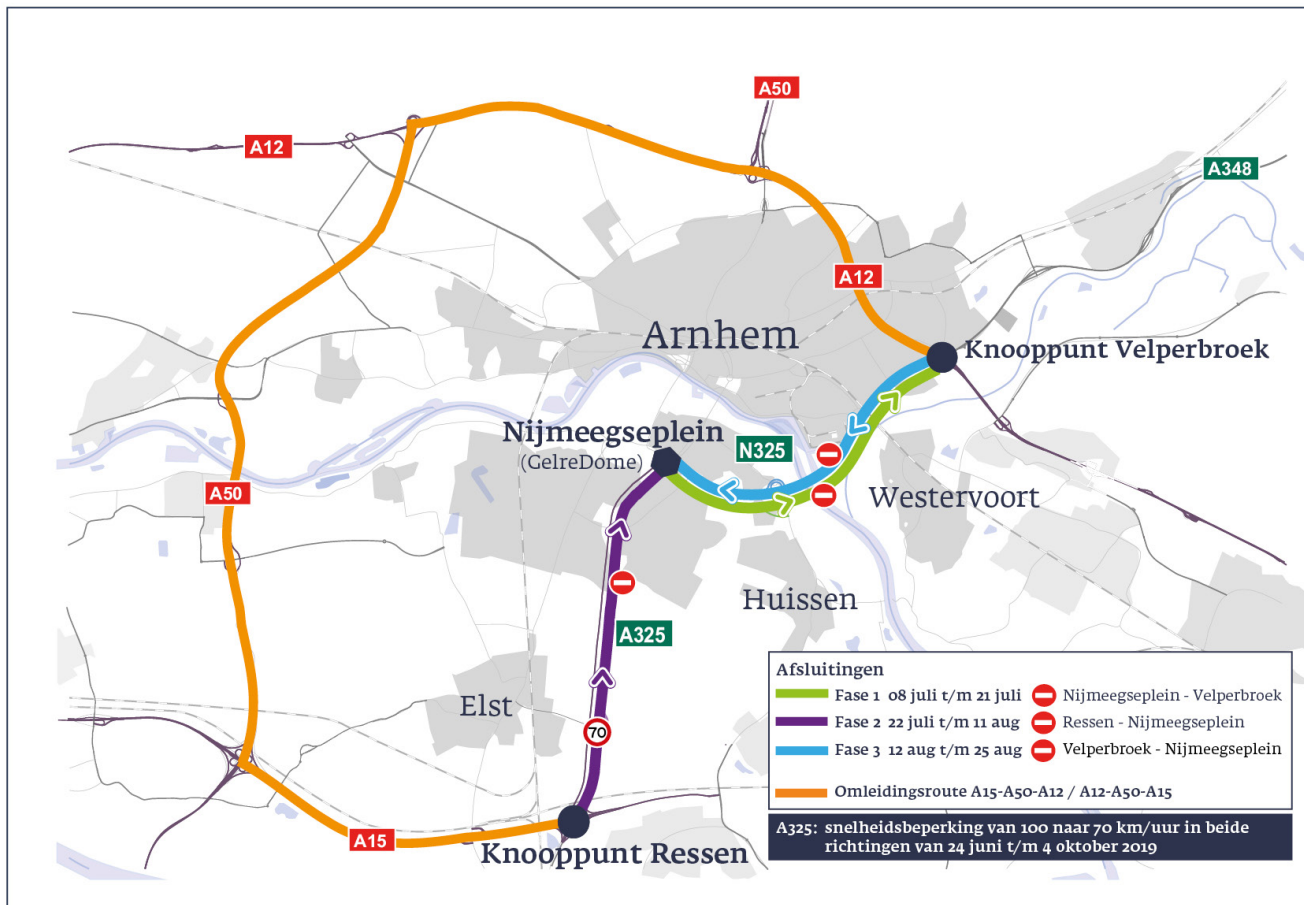 A50
A12
A348
A12
Arnhem
Knooppunt Velperbroek
Nijmeegseplein
(GelreDome)
N325
A50
Westervoort
Huissen
A325
Elst
70
A15
Knooppunt Ressen
Afsluitingen
Fase 1 08 juli t/m 21 juli Nijmeegseplein - Velperbroek
Fase 2 22 juli t/m 11 aug Ressen - Nijmeegseplein
Fase 3 12 aug t/m 25 aug Velperbroek - Nijmeegseplein
Omleidingsroute A15-A50-A12 / A12-A50-A15
A325: snelheidsbeperking van 100 naar 70 km/uur in beide
richtingen van 24 juni t/m 4 oktober 2019